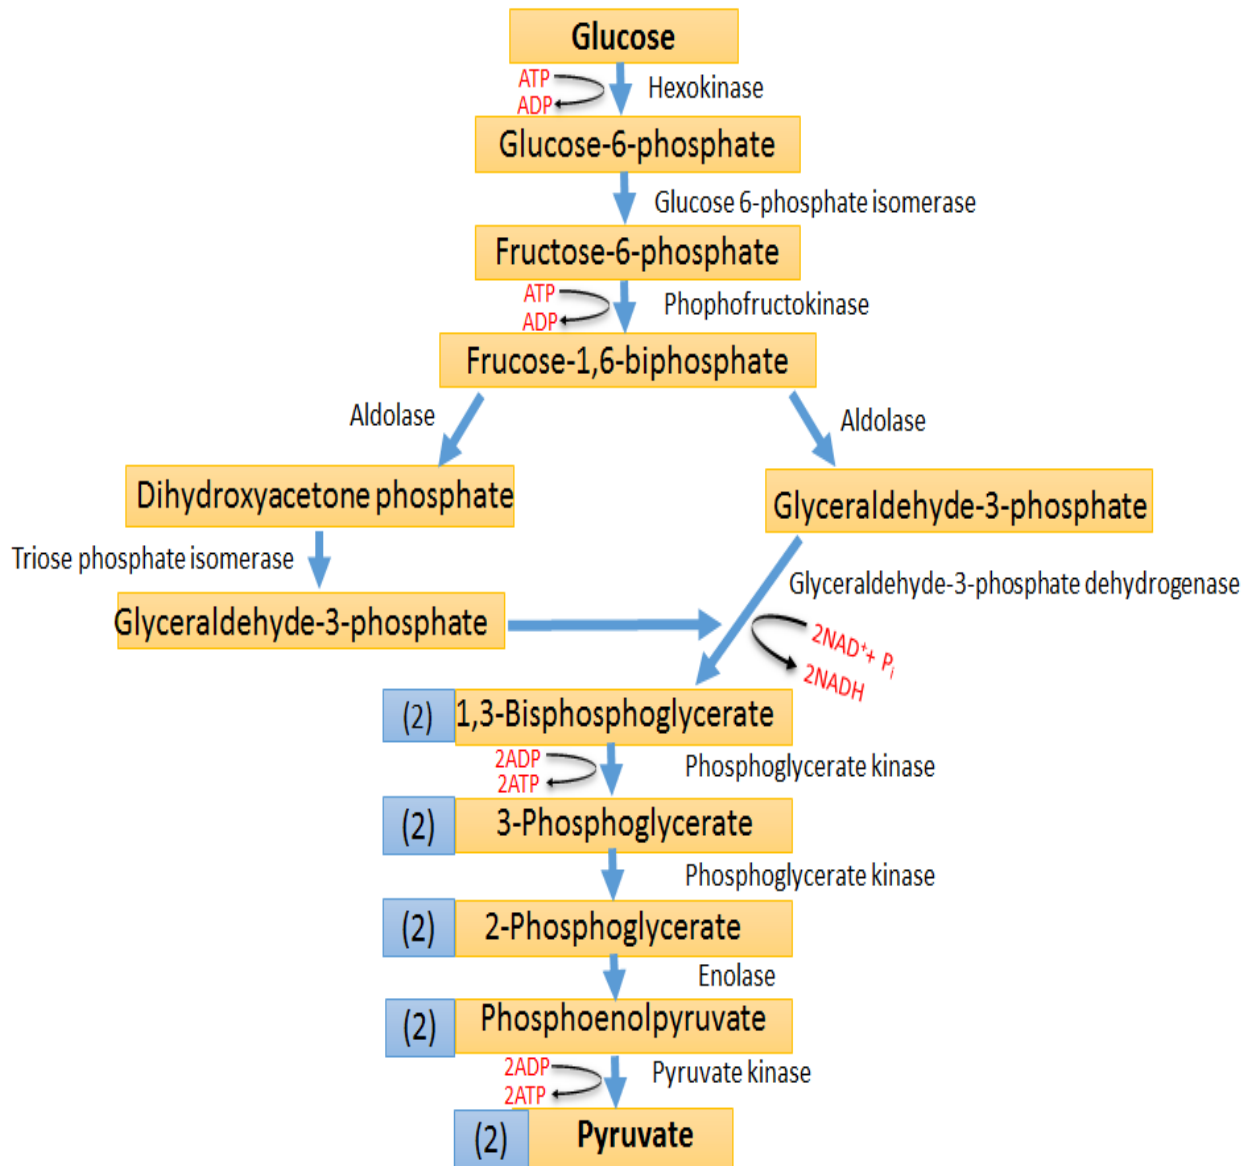 Glucose
ATP
ADP
Hexokinase
Glucose-6-phosphate
Glucose 6-phosphate isomerase
Fructose-6-phosphate
ATP
ADP
Phophofructokinase
Frucose-1,6-biphosphate
Aldolase
Aldolase
Dihydroxyacetone phosphate
Glyceraldehyde-3-phosphate
Triose phosphate isomerase
Glyceraldehyde-3-phosphate dehydrogenase
Glyceraldehyde-3-phosphate
2NAD⁺+ Pᵢ
2NADH
(2) 1,3-Bisphosphoglycerate
2ADP
2ATP
Phosphoglycerate kinase
(2) 3-Phosphoglycerate
Phosphoglycerate kinase
(2) 2-Phosphoglycerate
Enolase
(2) Phosphoenolpyruvate
2ADP
2ATP
Pyruvate kinase
(2) Pyruvate